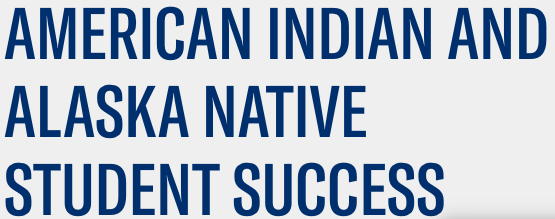 AMERICAN INDIAN AND
ALASKA NATIVE
STUDENT SUCCESS